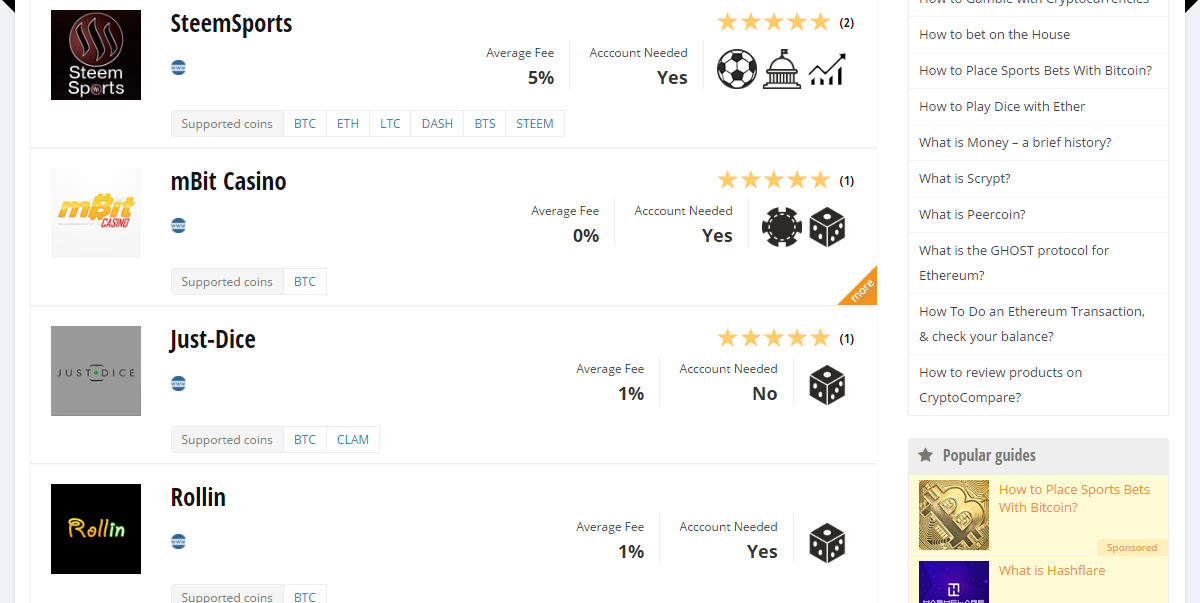 SteemSports
(2)
Average Fee
5%
Acccount Needed
Yes
Steem
Sports
www
Supported coins BTC ETH LTC DASH BTS STEEM
mBit Casino
(1)
Average Fee
0%
Acccount Needed
Yes
mBit
CASINO
www
Supported coins BTC
more
Just-Dice
(1)
Average Fee
1%
Acccount Needed
No
JUST DICE
www
Supported coins BTC CLAM
Rollin
Average Fee
1%
Acccount Needed
Yes
Rollin
www
Supported coins BTC
How to Gamble with Cryptocurrencies
How to bet on the House
How to Place Sports Bets With Bitcoin?
How to Play Dice with Ether
What is Money – a brief history?
What is Scrypt?
What is Peercoin?
What is the GHOST protocol for
Ethereum?
How To Do an Ethereum Transaction,
& check your balance?
How to review products on
CryptoCompare?
Popular guides
How to Place Sports Bets
With Bitcoin?
Sponsored
What is Hashflare
HASHFLARE